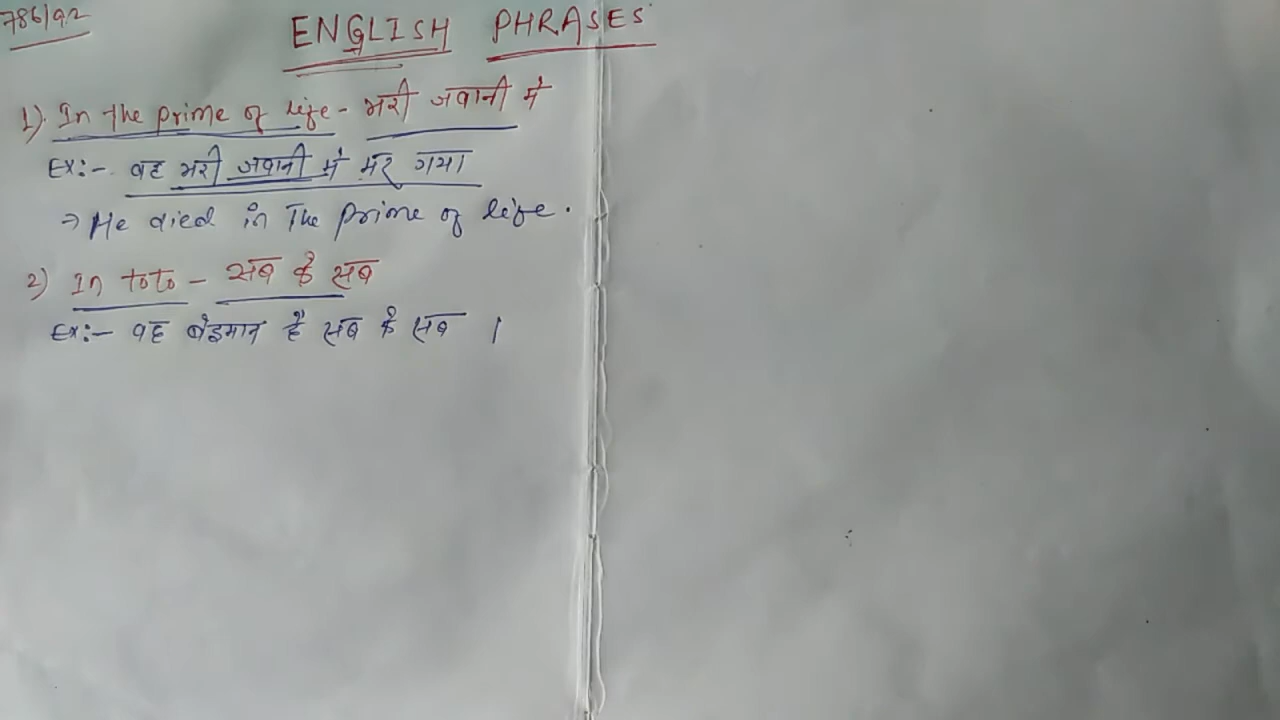 786/92
ENGLISH PHRASES
1) In the prime of life - भरी जवानी में
Ex:- वह भरी जवानी में मर गया
→ He died in The prime of life.
2) In toto - सब के सब
Ex:- वह बेइमान है सब के सब ।